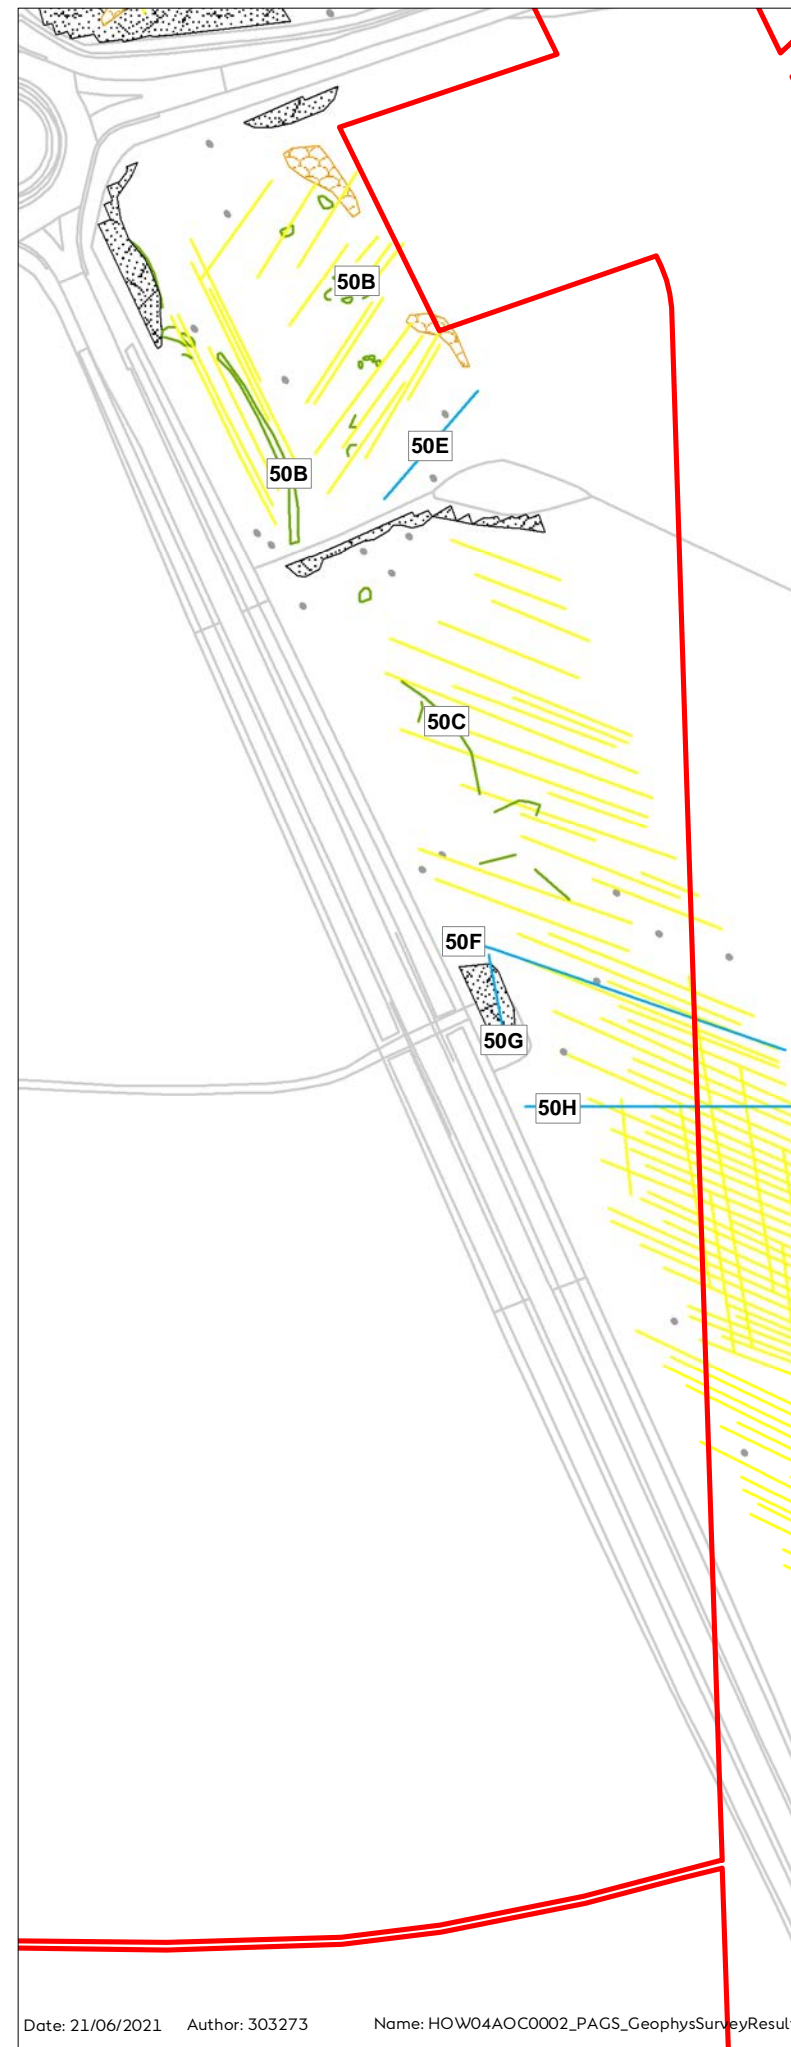 50B
50E
50B
50C
50F
50G
50H
Date: 21/06/2021 Author: 303273 Name: HOW04AOC0002_PAGS_GeophysSurveyResul